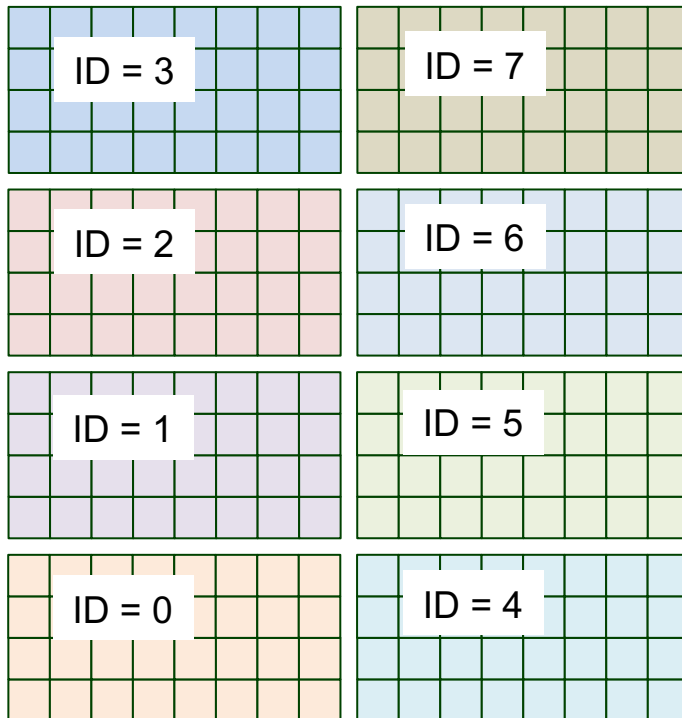 ID = 3
ID = 7
ID = 2
ID = 6
ID = 1
ID = 5
ID = 0
ID = 4